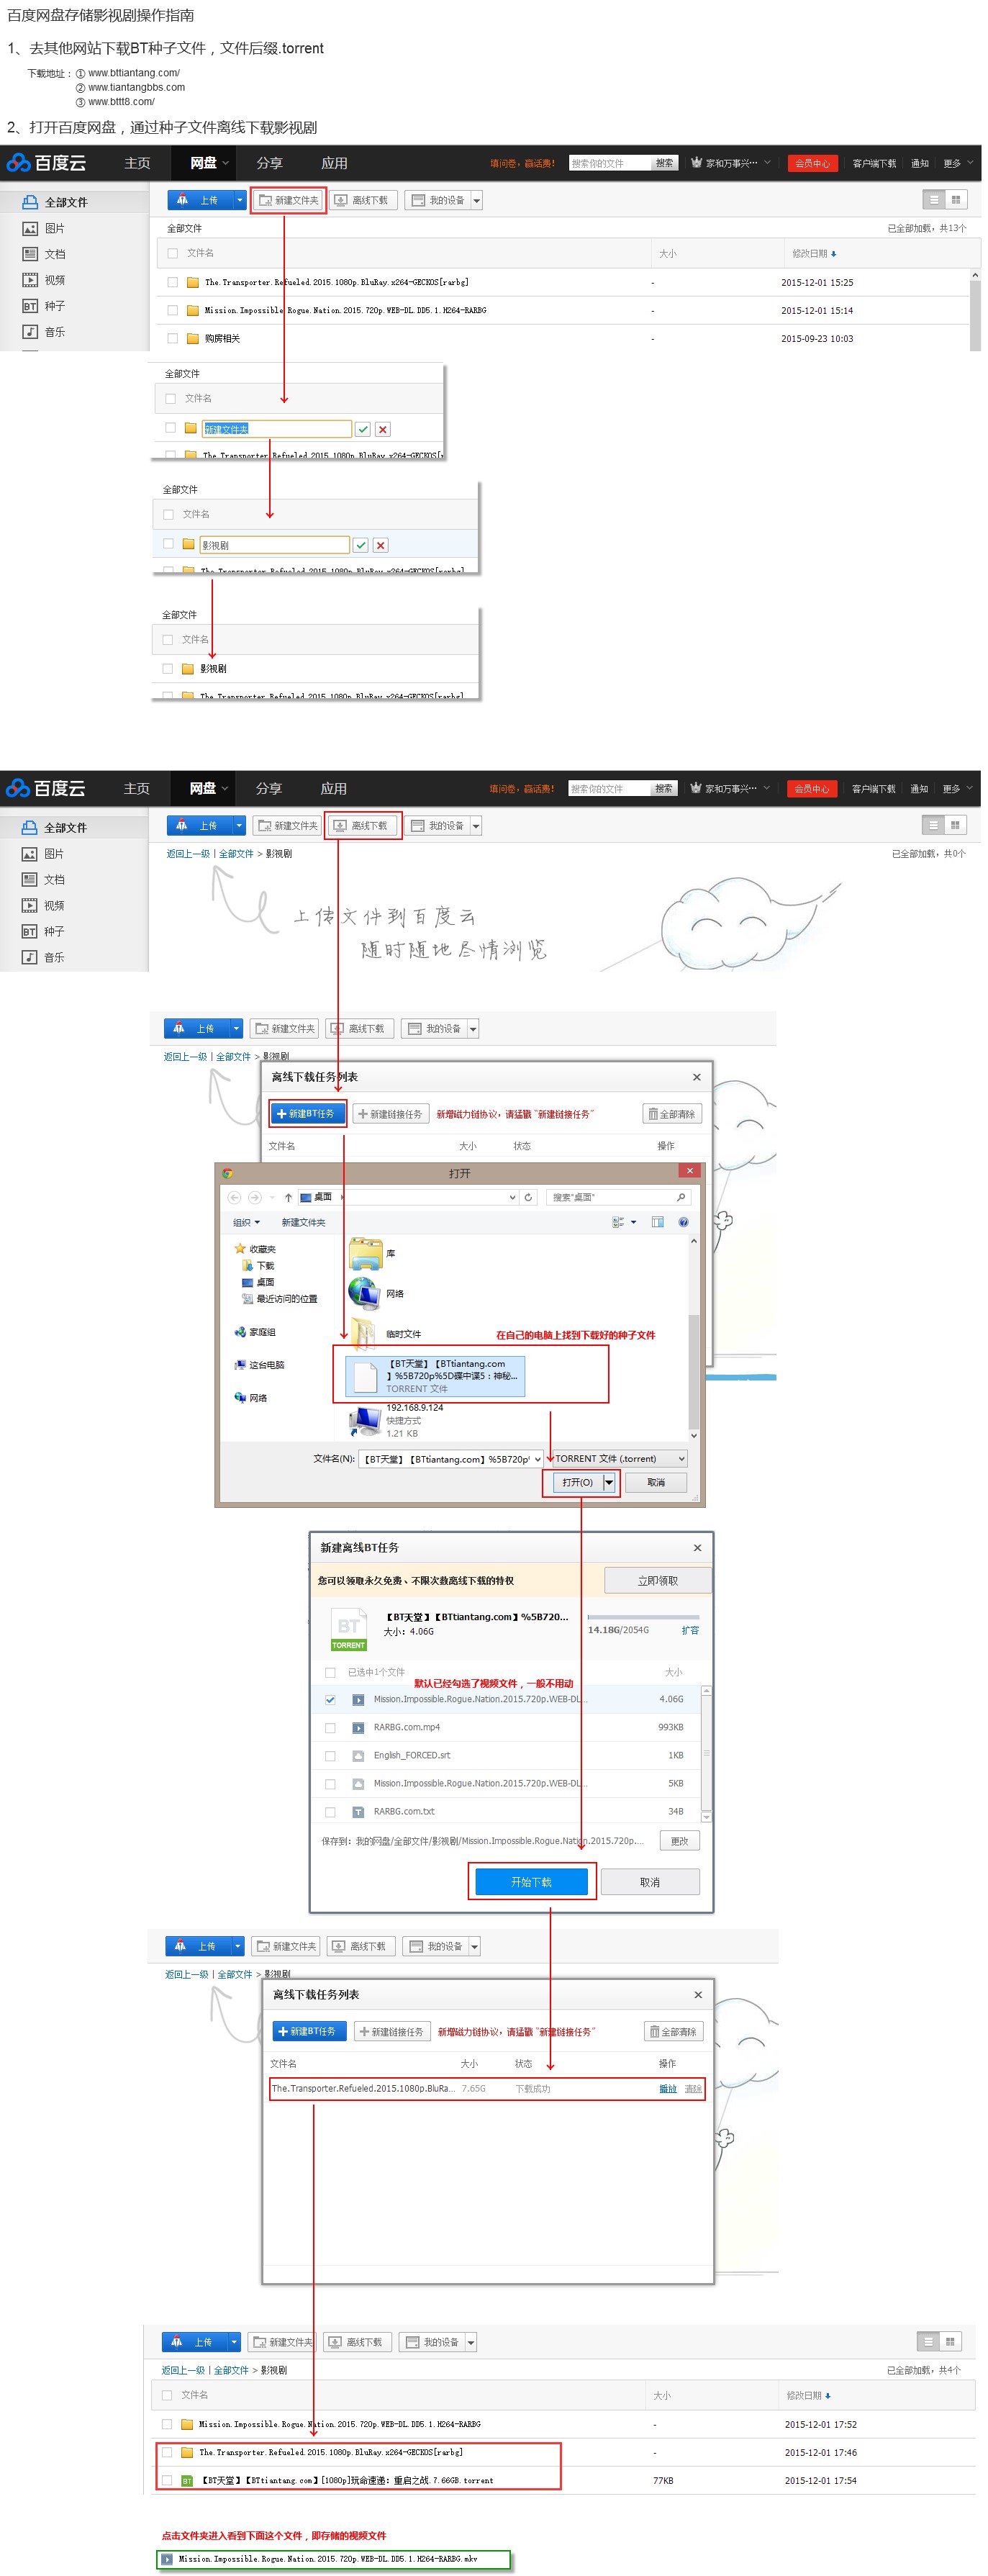 百度网盘存储影视剧操作指南
1、去其他网站下载BT种子文件，文件后缀.torrent
下载地址：① www.bttiantang.com/
② www.tiantangbbs.com
③ www.bttt8.com/
2、打开百度网盘，通过种子文件离线下载影视剧
百度云 主页 网盘 分享 应用 填问卷，赢话费！ 搜索你的文件 搜索 家和万事兴… 会员中心 客户端下载 通知 更多
全部文件 上传 新建文件夹 离线下载 我的设备
图片 全部文件 已全部加载，共13个
文档 文件名 大小 修改日期
视频 The.Transporter.Refueled.2015.1080p.BluRay.x264-GECKOS[rarbg] - 2015-12-01 15:25
种子 Mission.Impossible.Rogue.Nation.2015.720p.WEB-DL.DD5.1.H264-RARBG - 2015-12-01 15:14
音乐 购房相关 - 2015-09-23 10:03
全部文件
文件名
新建文件夹
The.Transporter.Refueled.2015.1080p.BluRay.x264-GECKOS[
全部文件
文件名
影视剧
The.Transporter.Refueled.2015.1080p.BluRay.x264-GECKOS[rarbg]
全部文件
文件名
影视剧
The.Transporter.Refueled.2015.1080p.BluRay.x264-GECKOS[rarbg]
百度云 主页 网盘 分享 应用 填问卷，赢话费！ 搜索你的文件 搜索 家和万事兴… 会员中心 客户端下载 通知 更多
全部文件 上传 新建文件夹 离线下载 我的设备
图片 返回上一级 | 全部文件 > 影视剧 已全部加载，共0个
文档
视频
种子
音乐
上传文件到百度云
随时随地尽情浏览
上传 新建文件夹 离线下载 我的设备
返回上一级 | 全部文件 > 影视剧
离线下载任务列表
新建BT任务 新建链接任务 新增磁力链协议，请猛戳 "新建链接任务" 全部清除
文件名 大小 状态 操作
打开
桌面 搜索"桌面"
组织 新建文件夹
收藏夹
下载
桌面
最近访问的位置
家庭组
这台电脑
网络
库
网络
临时文件
在自己的电脑上找到下载好的种子文件
【BT天堂】【BTtiantang.com
】%5B720p%5D碟中谍5：神秘...
TORRENT 文件
192.168.9.124
快捷方式
1.21 KB
文件名(N): 【BT天堂】【BTtiantang.com】%5B720p% TORRENT 文件 (.torrent)
打开(O) 取消
新建离线BT任务
您可以领取永久免费、不限次数离线下载的特权 立即领取
BT TORRENT
【BT天堂】【BTtiantang.com】%5B720...
大小：4.06G
14.18G/2054G 扩容
已选中1个文件 大小
默认已经勾选了视频文件，一般不用动
Mission.Impossible.Rogue.Nation.2015.720p.WEB-DL... 4.06G
RARBG.com.mp4 993KB
English_FORCED.srt 1KB
Mission.Impossible.Rogue.Nation.2015.720p.WEB-DL... 5KB
RARBG.com.txt 34B
保存到：我的网盘/全部文件/影视剧/Mission.Impossible.Rogue.Nation.2015.720p.... 更改
开始下载 取消
上传 新建文件夹 离线下载 我的设备
返回上一级 | 全部文件 > 影视剧
离线下载任务列表
新建BT任务 新建链接任务 新增磁力链协议，请猛戳 "新建链接任务" 全部清除
文件名 大小 状态 操作
The.Transporter.Refueled.2015.1080p.BluRa... 7.65G 下载成功 播放 清除
上传 新建文件夹 离线下载 我的设备
返回上一级 | 全部文件 > 影视剧 已全部加载，共4个
文件名 大小 修改日期
Mission.Impossible.Rogue.Nation.2015.720p.WEB-DL.DD5.1.H264-RARBG - 2015-12-01 17:52
The.Transporter.Refueled.2015.1080p.BluRay.x264-GECKOS[rarbg] - 2015-12-01 17:46
【BT天堂】【BTtiantang.com】[1080p]玩命速递：重启之战.7.66GB.torrent 77KB 2015-12-01 17:54
点击文件夹进入看到下面这个文件，即存储的视频文件
Mission.Impossible.Rogue.Nation.2015.720p.WEB-DL.DD5.1.H264-RARBG.mkv